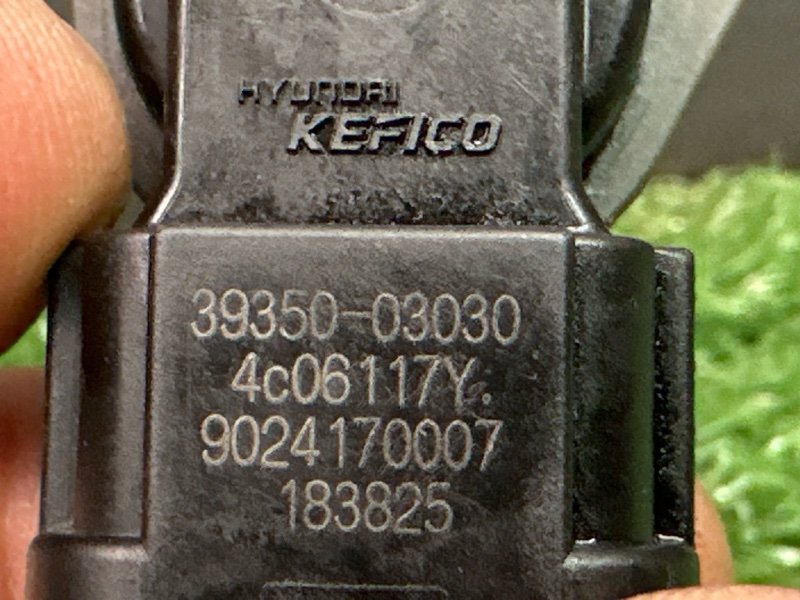 HYUNDAI
KEFICO
39350-03030
4c06117Y.
9024170007
183825